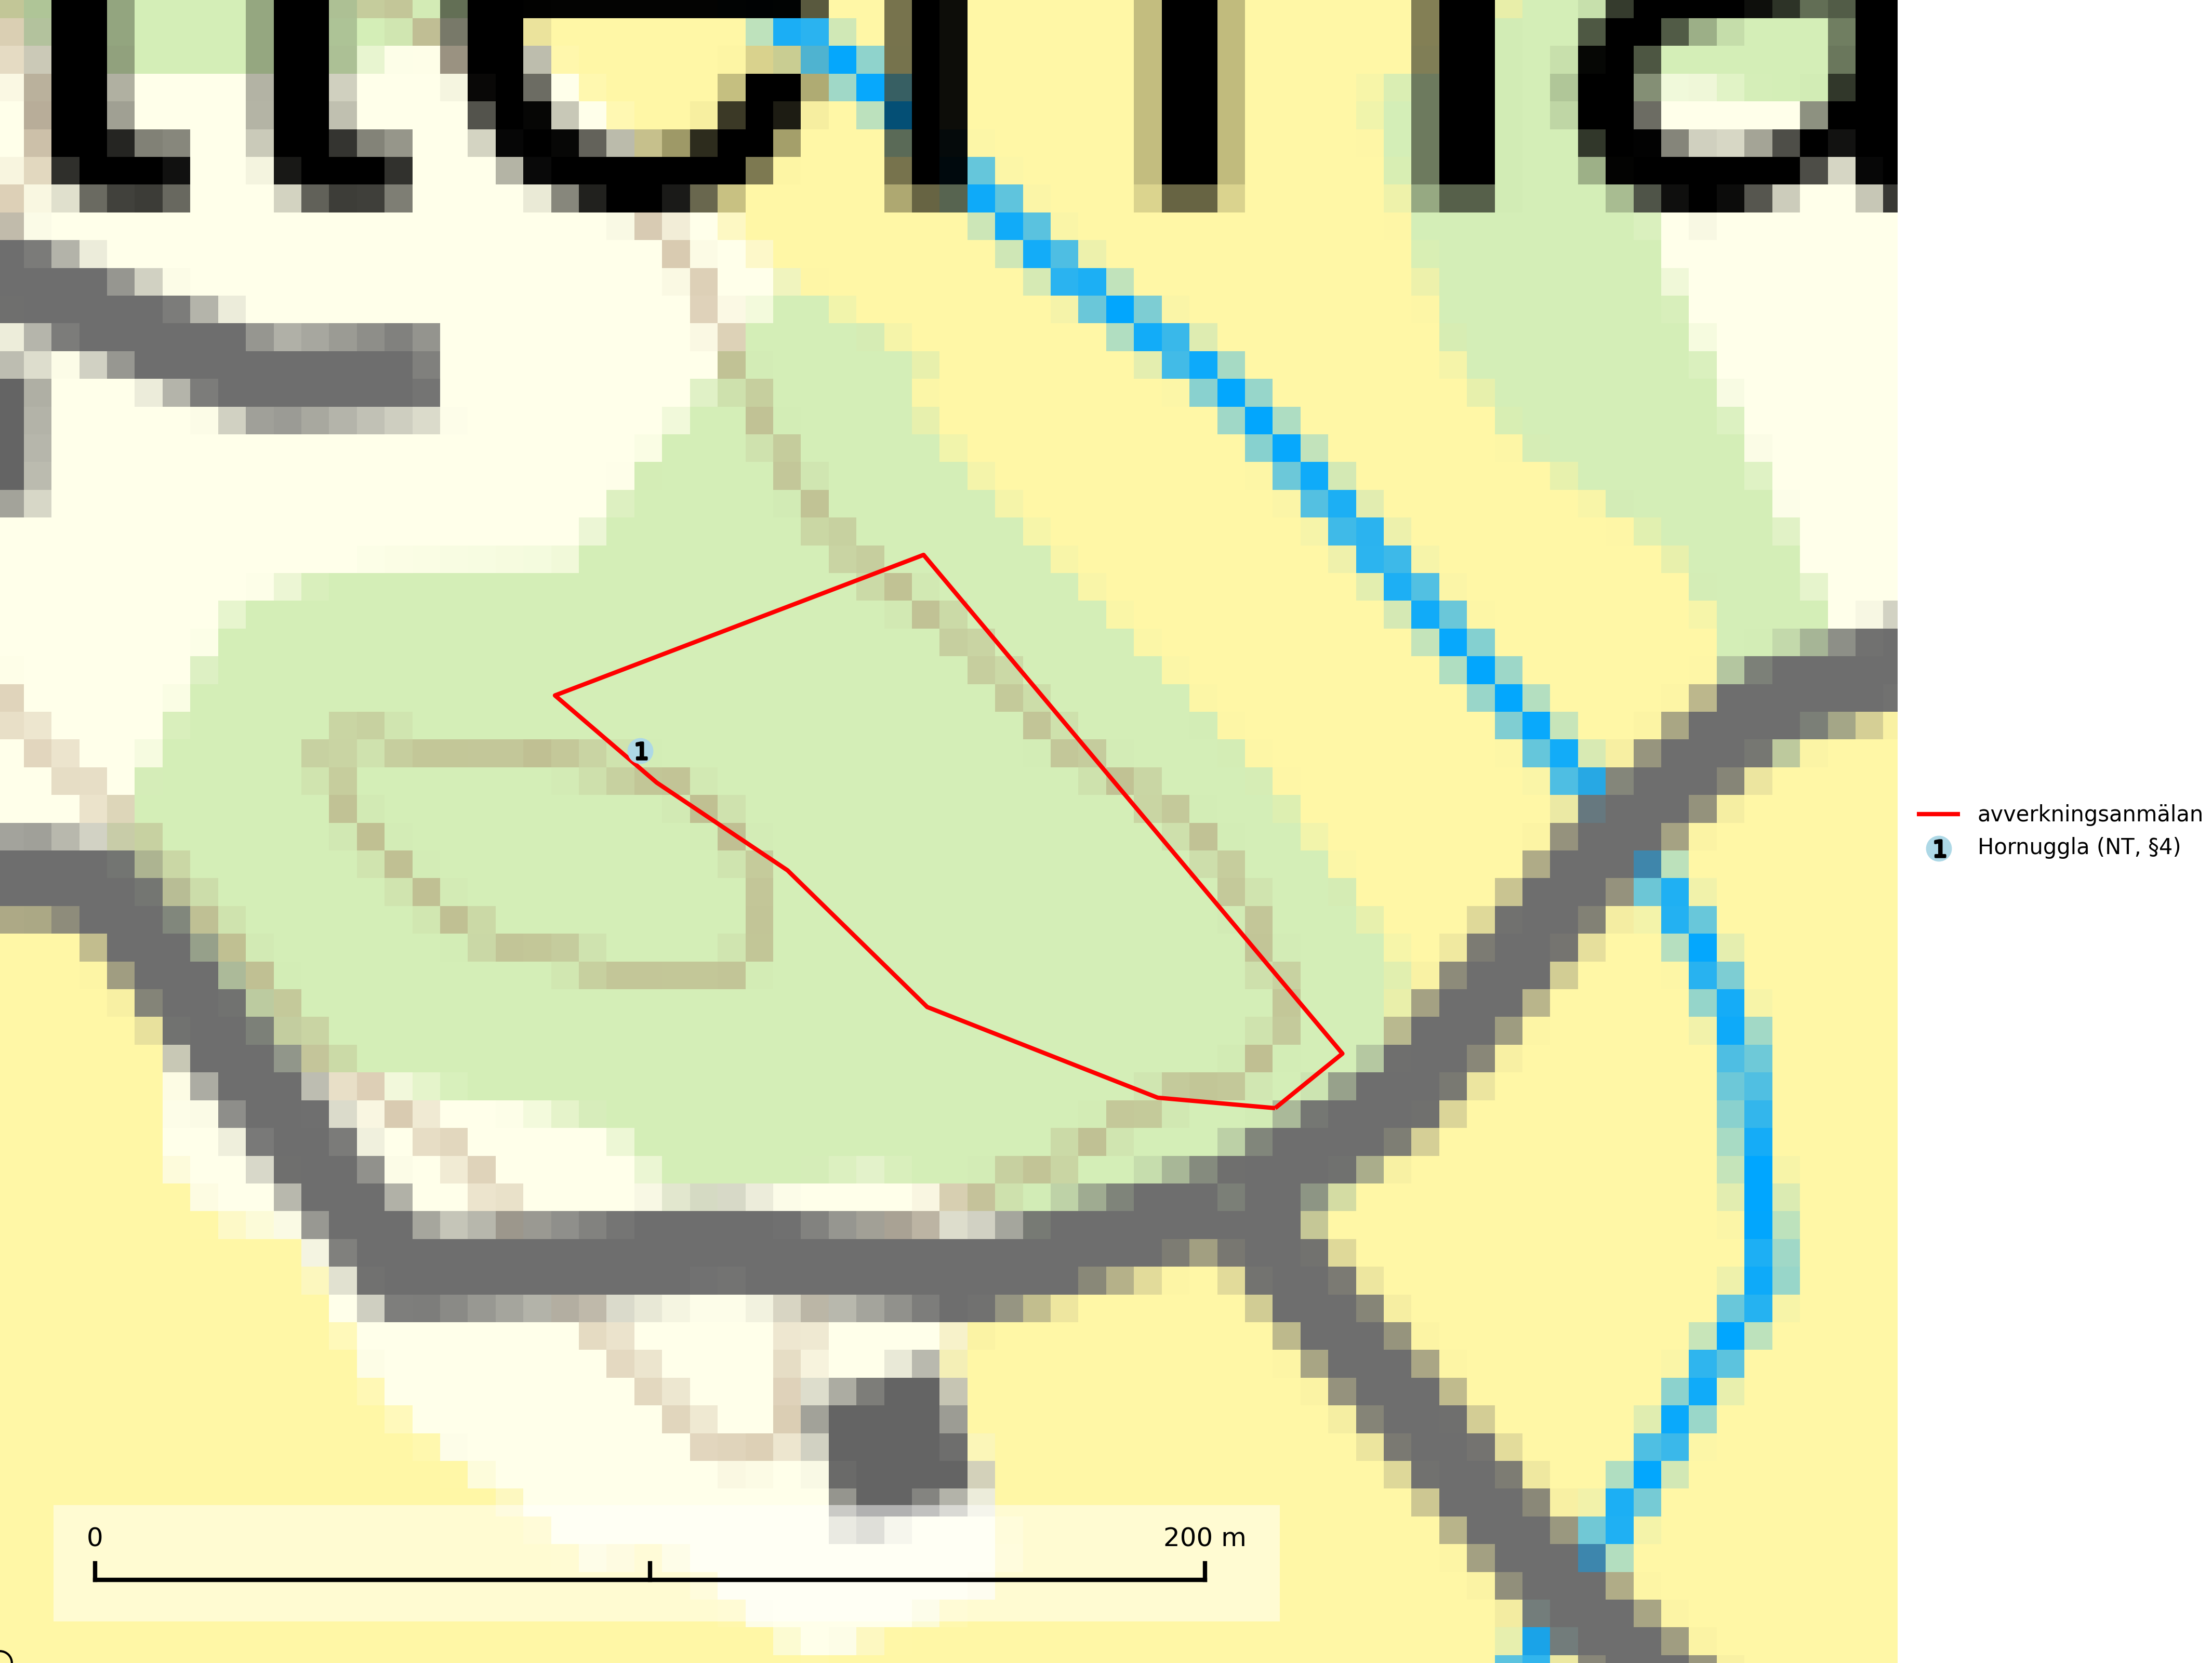 1
avverkningsanmälan
1 Hornuggla (NT, §4)
0 200 m